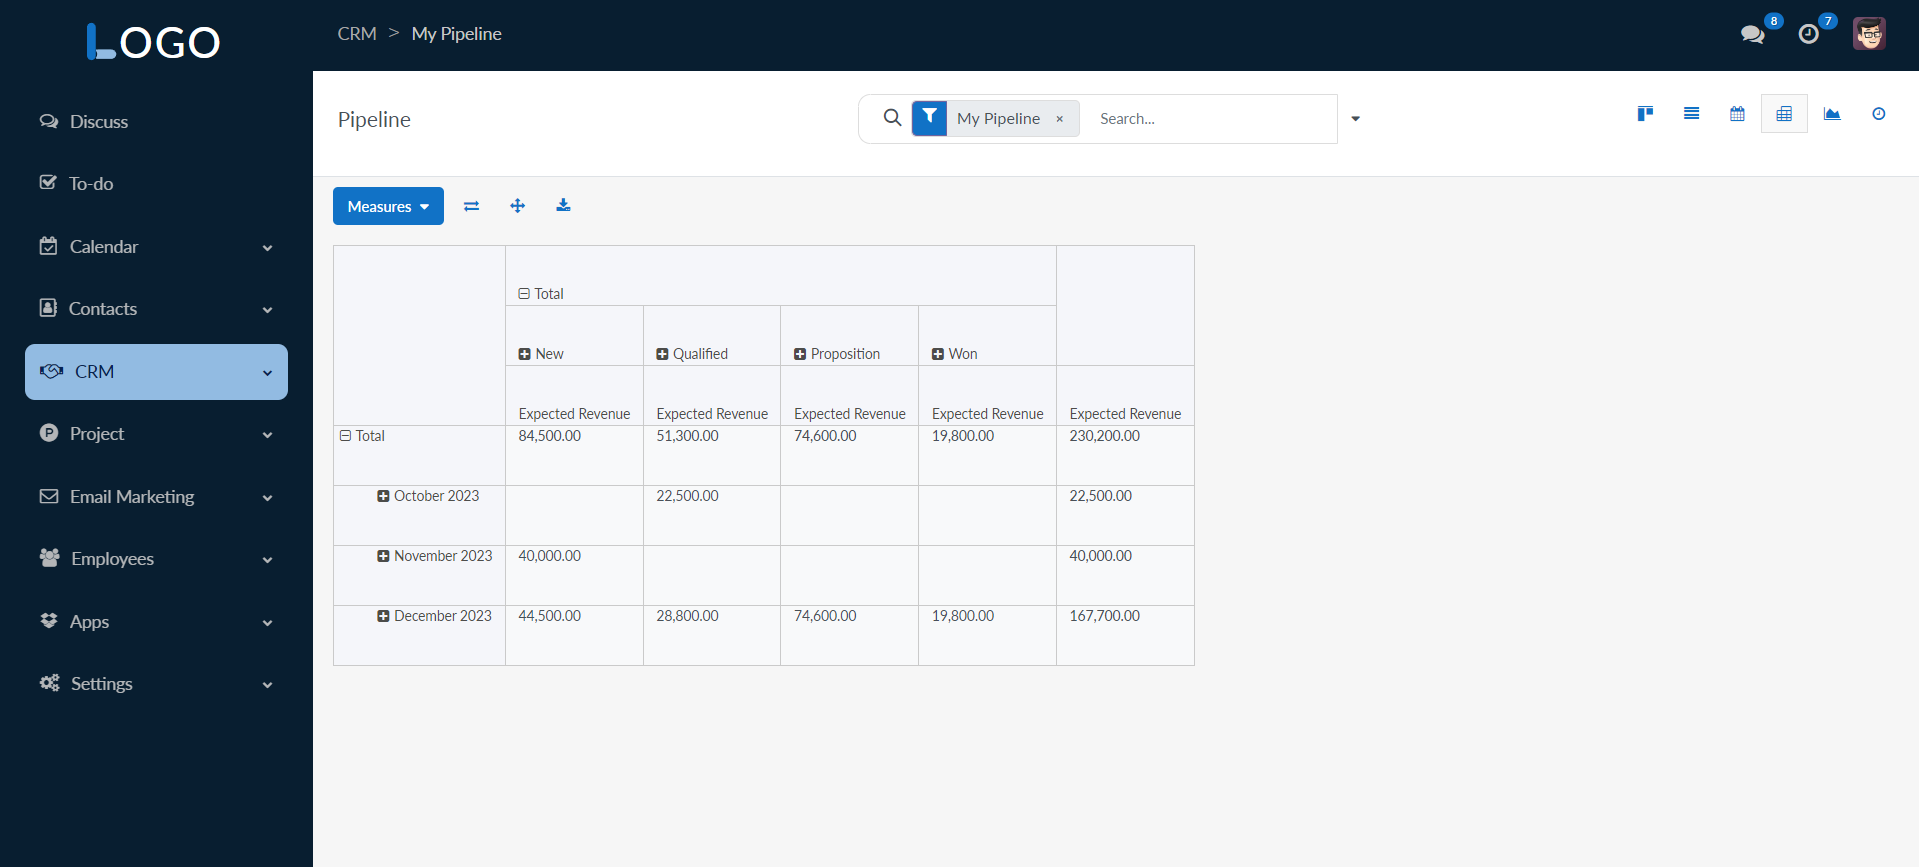 LOGO
CRM > My Pipeline
8
7
Discuss
To-do
Calendar
Contacts
CRM
Project
Email Marketing
Employees
Apps
Settings
Pipeline
My Pipeline ×
Search...
Measures
Total
New Qualified Proposition Won
Expected Revenue Expected Revenue Expected Revenue Expected Revenue Expected Revenue
Total 84,500.00 51,300.00 74,600.00 19,800.00 230,200.00
October 2023 22,500.00 22,500.00
November 2023 40,000.00 40,000.00
December 2023 44,500.00 28,800.00 74,600.00 19,800.00 167,700.00